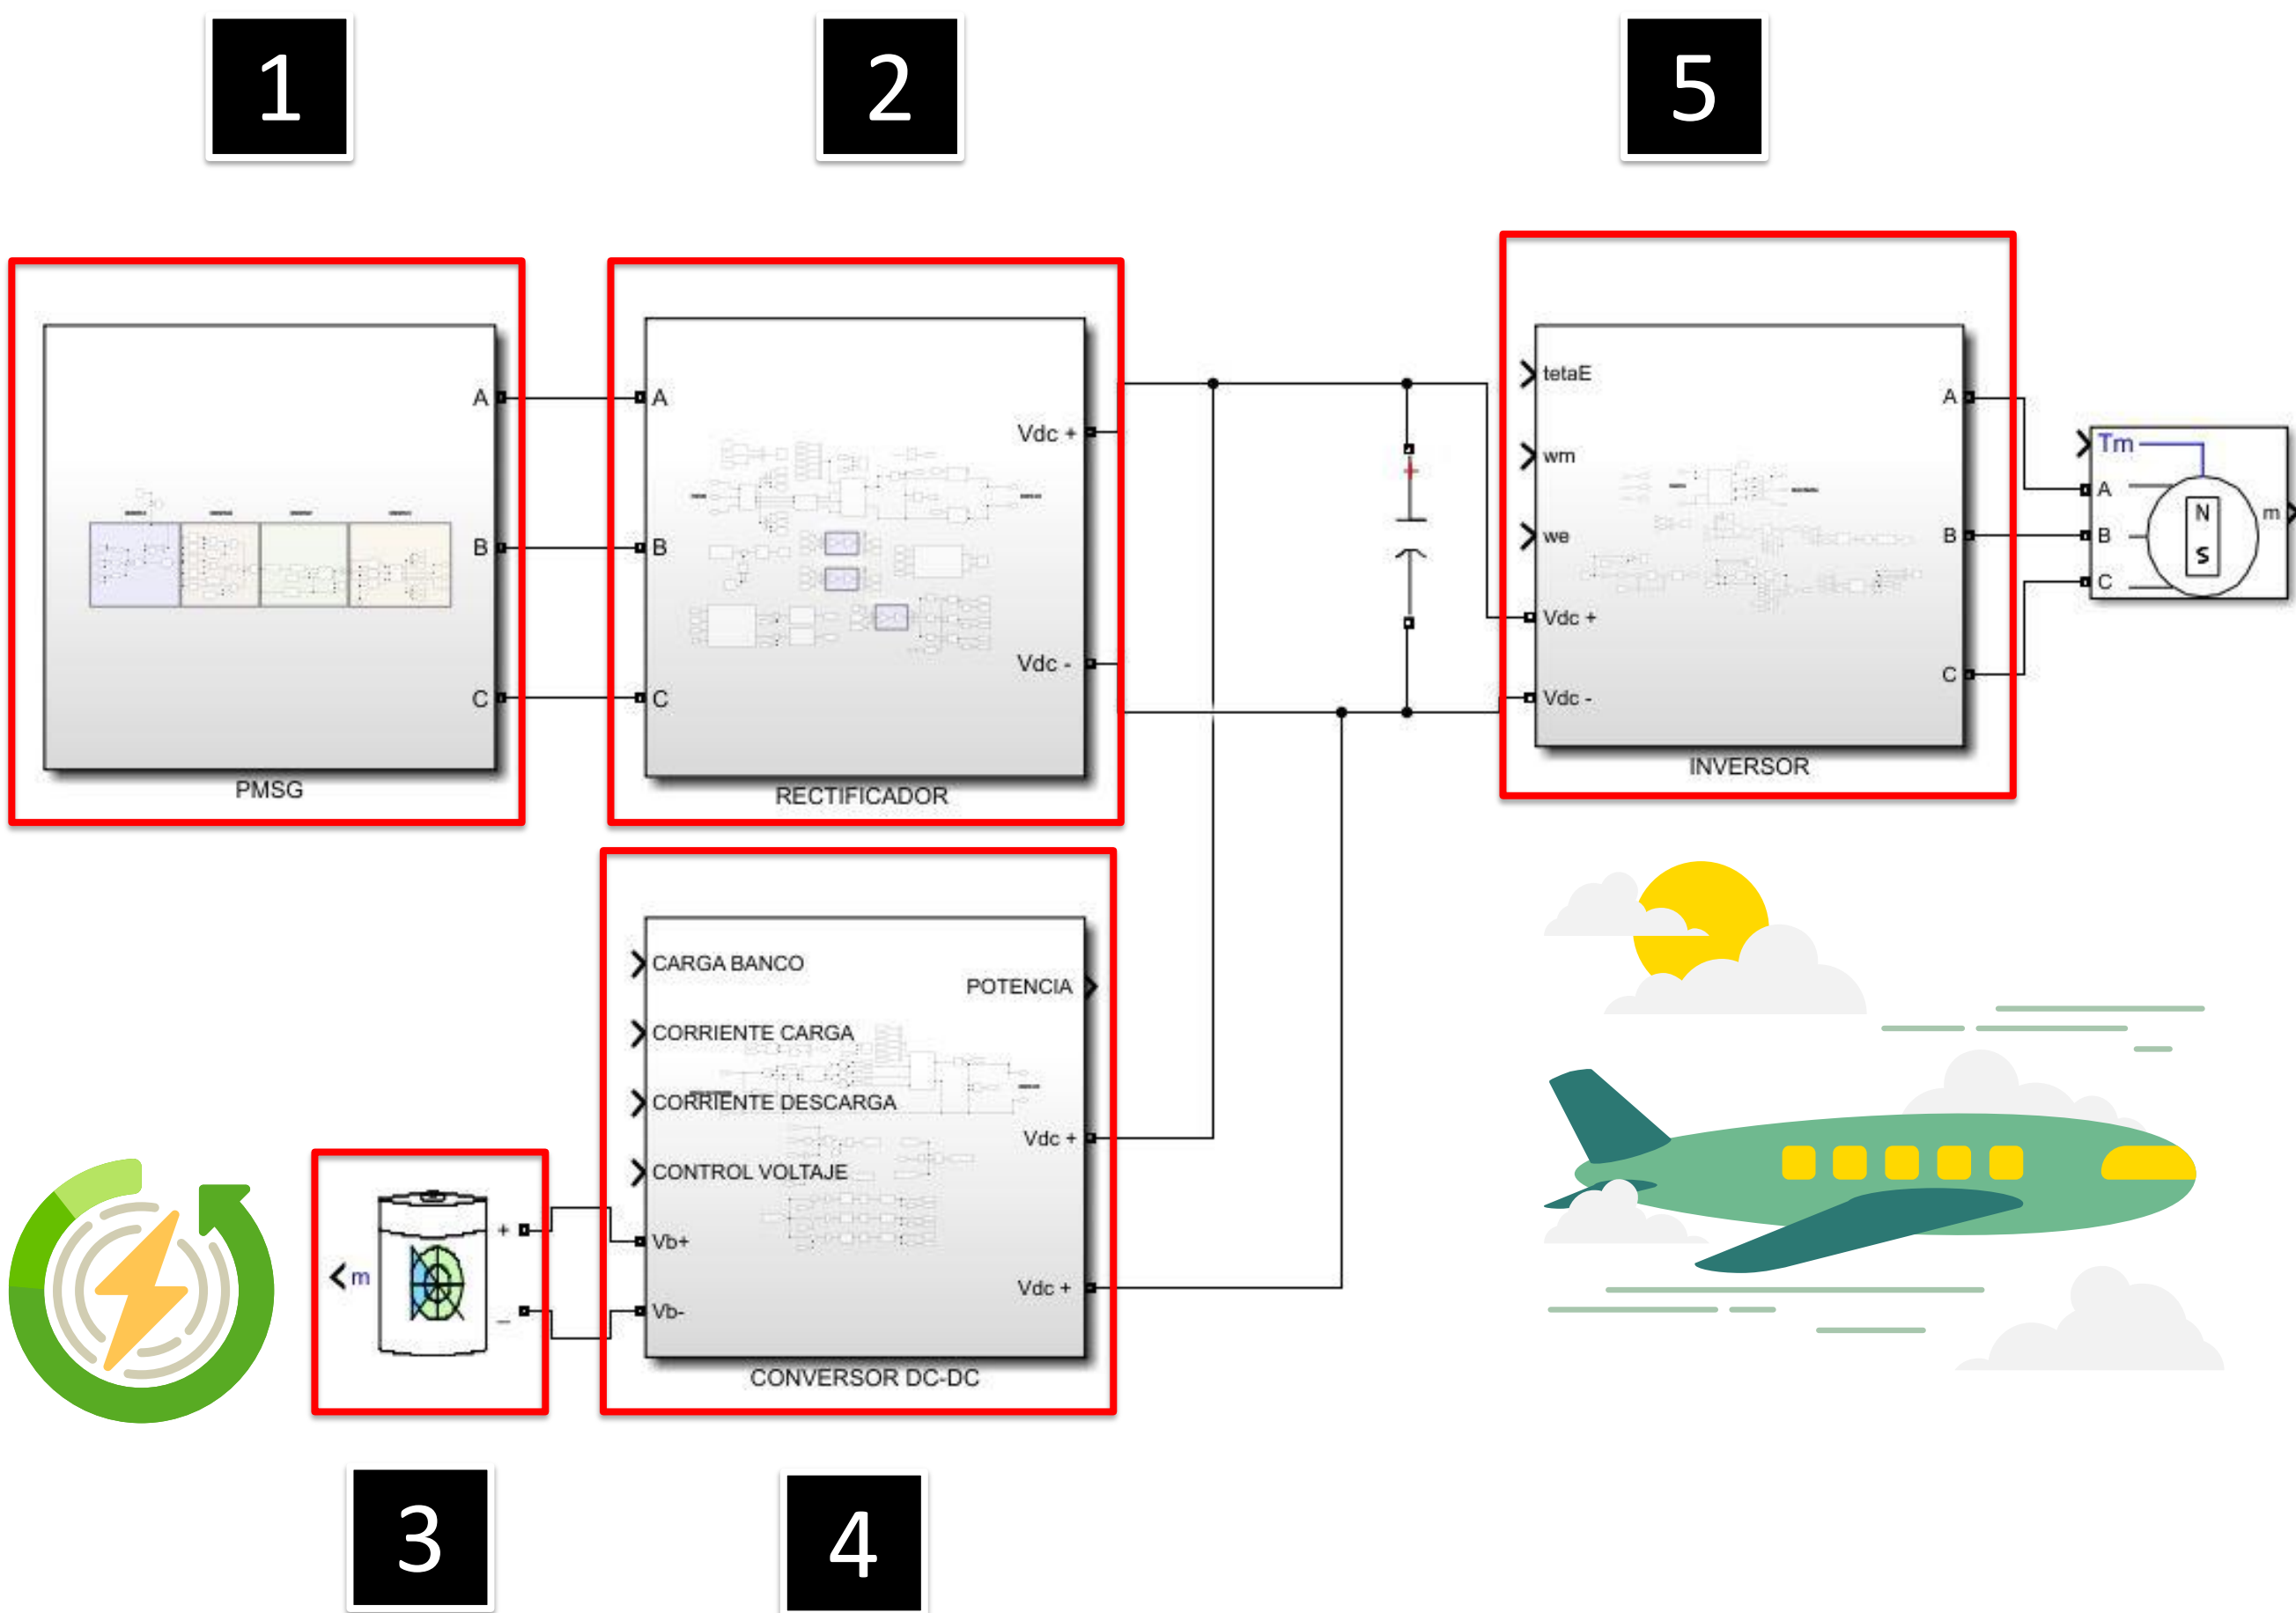 1
2
5
A
B
C
PMSG
A
B
C
Vdc +
Vdc -
RECTIFICADOR
tetaE
wm
we
Vdc +
Vdc -
A
B
C
INVERSOR
Tm
A
B
C
N
S
m
CARGA BANCO
CORRIENTE CARGA
CORRIENTE DESCARGA
CONTROL VOLTAJE
Vb+
Vb-
POTENCIA
Vdc +
Vdc +
CONVERSOR DC-DC
m
+
_
3
4